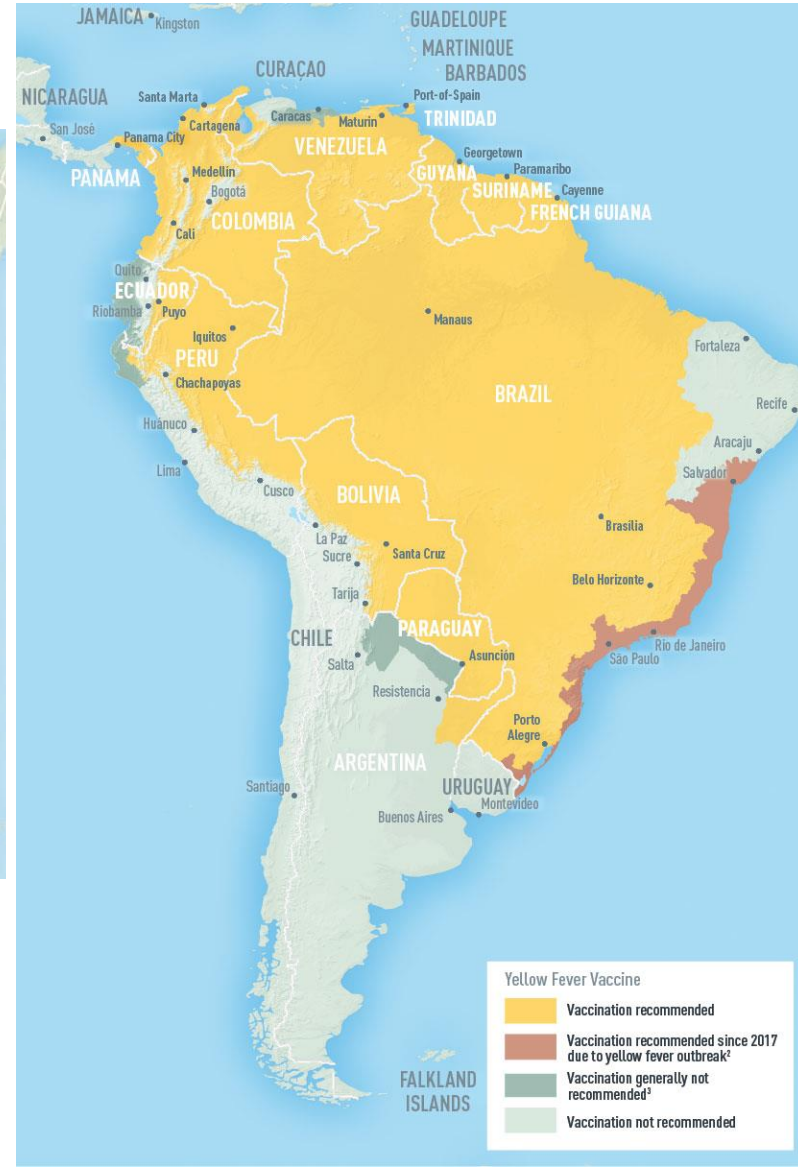 JAMAICA
Kingston
GUADELOUPE
MARTINIQUE
BARBADOS
CURAÇAO
NICARAGUA
Santa Marta
Port-of-Spain
Cartagena
Caracas
Maturin
TRINIDAD
San José
Panama City
VENEZUELA
PANAMA
Georgetown
Medellín
GUYANA
Paramaribo
Bogotá
SURINAME
Cayenne
COLOMBIA
FRENCH GUIANA
Cali
Quito
ECUADOR
Riobamba
Puyo
Manaus
Iquitos
PERU
Fortaleza
Chachapoyas
BRAZIL
Recife
Huánuco
Aracaju
Lima
Salvador
Cusco
BOLIVIA
Brasília
La Paz
Santa Cruz
Sucre
Belo Horizonte
Tarija
CHILE
PARAGUAY
Rio de Janeiro
São Paulo
Salta
Asunción
Resistencia
Porto
Alegre
ARGENTINA
Santiago
URUGUAY
Montevideo
Buenos Aires
Yellow Fever Vaccine
Vaccination recommended
Vaccination recommended since 2017
due to yellow fever outbreak²
Vaccination generally not
recommended³
Vaccination not recommended
FALKLAND
ISLANDS